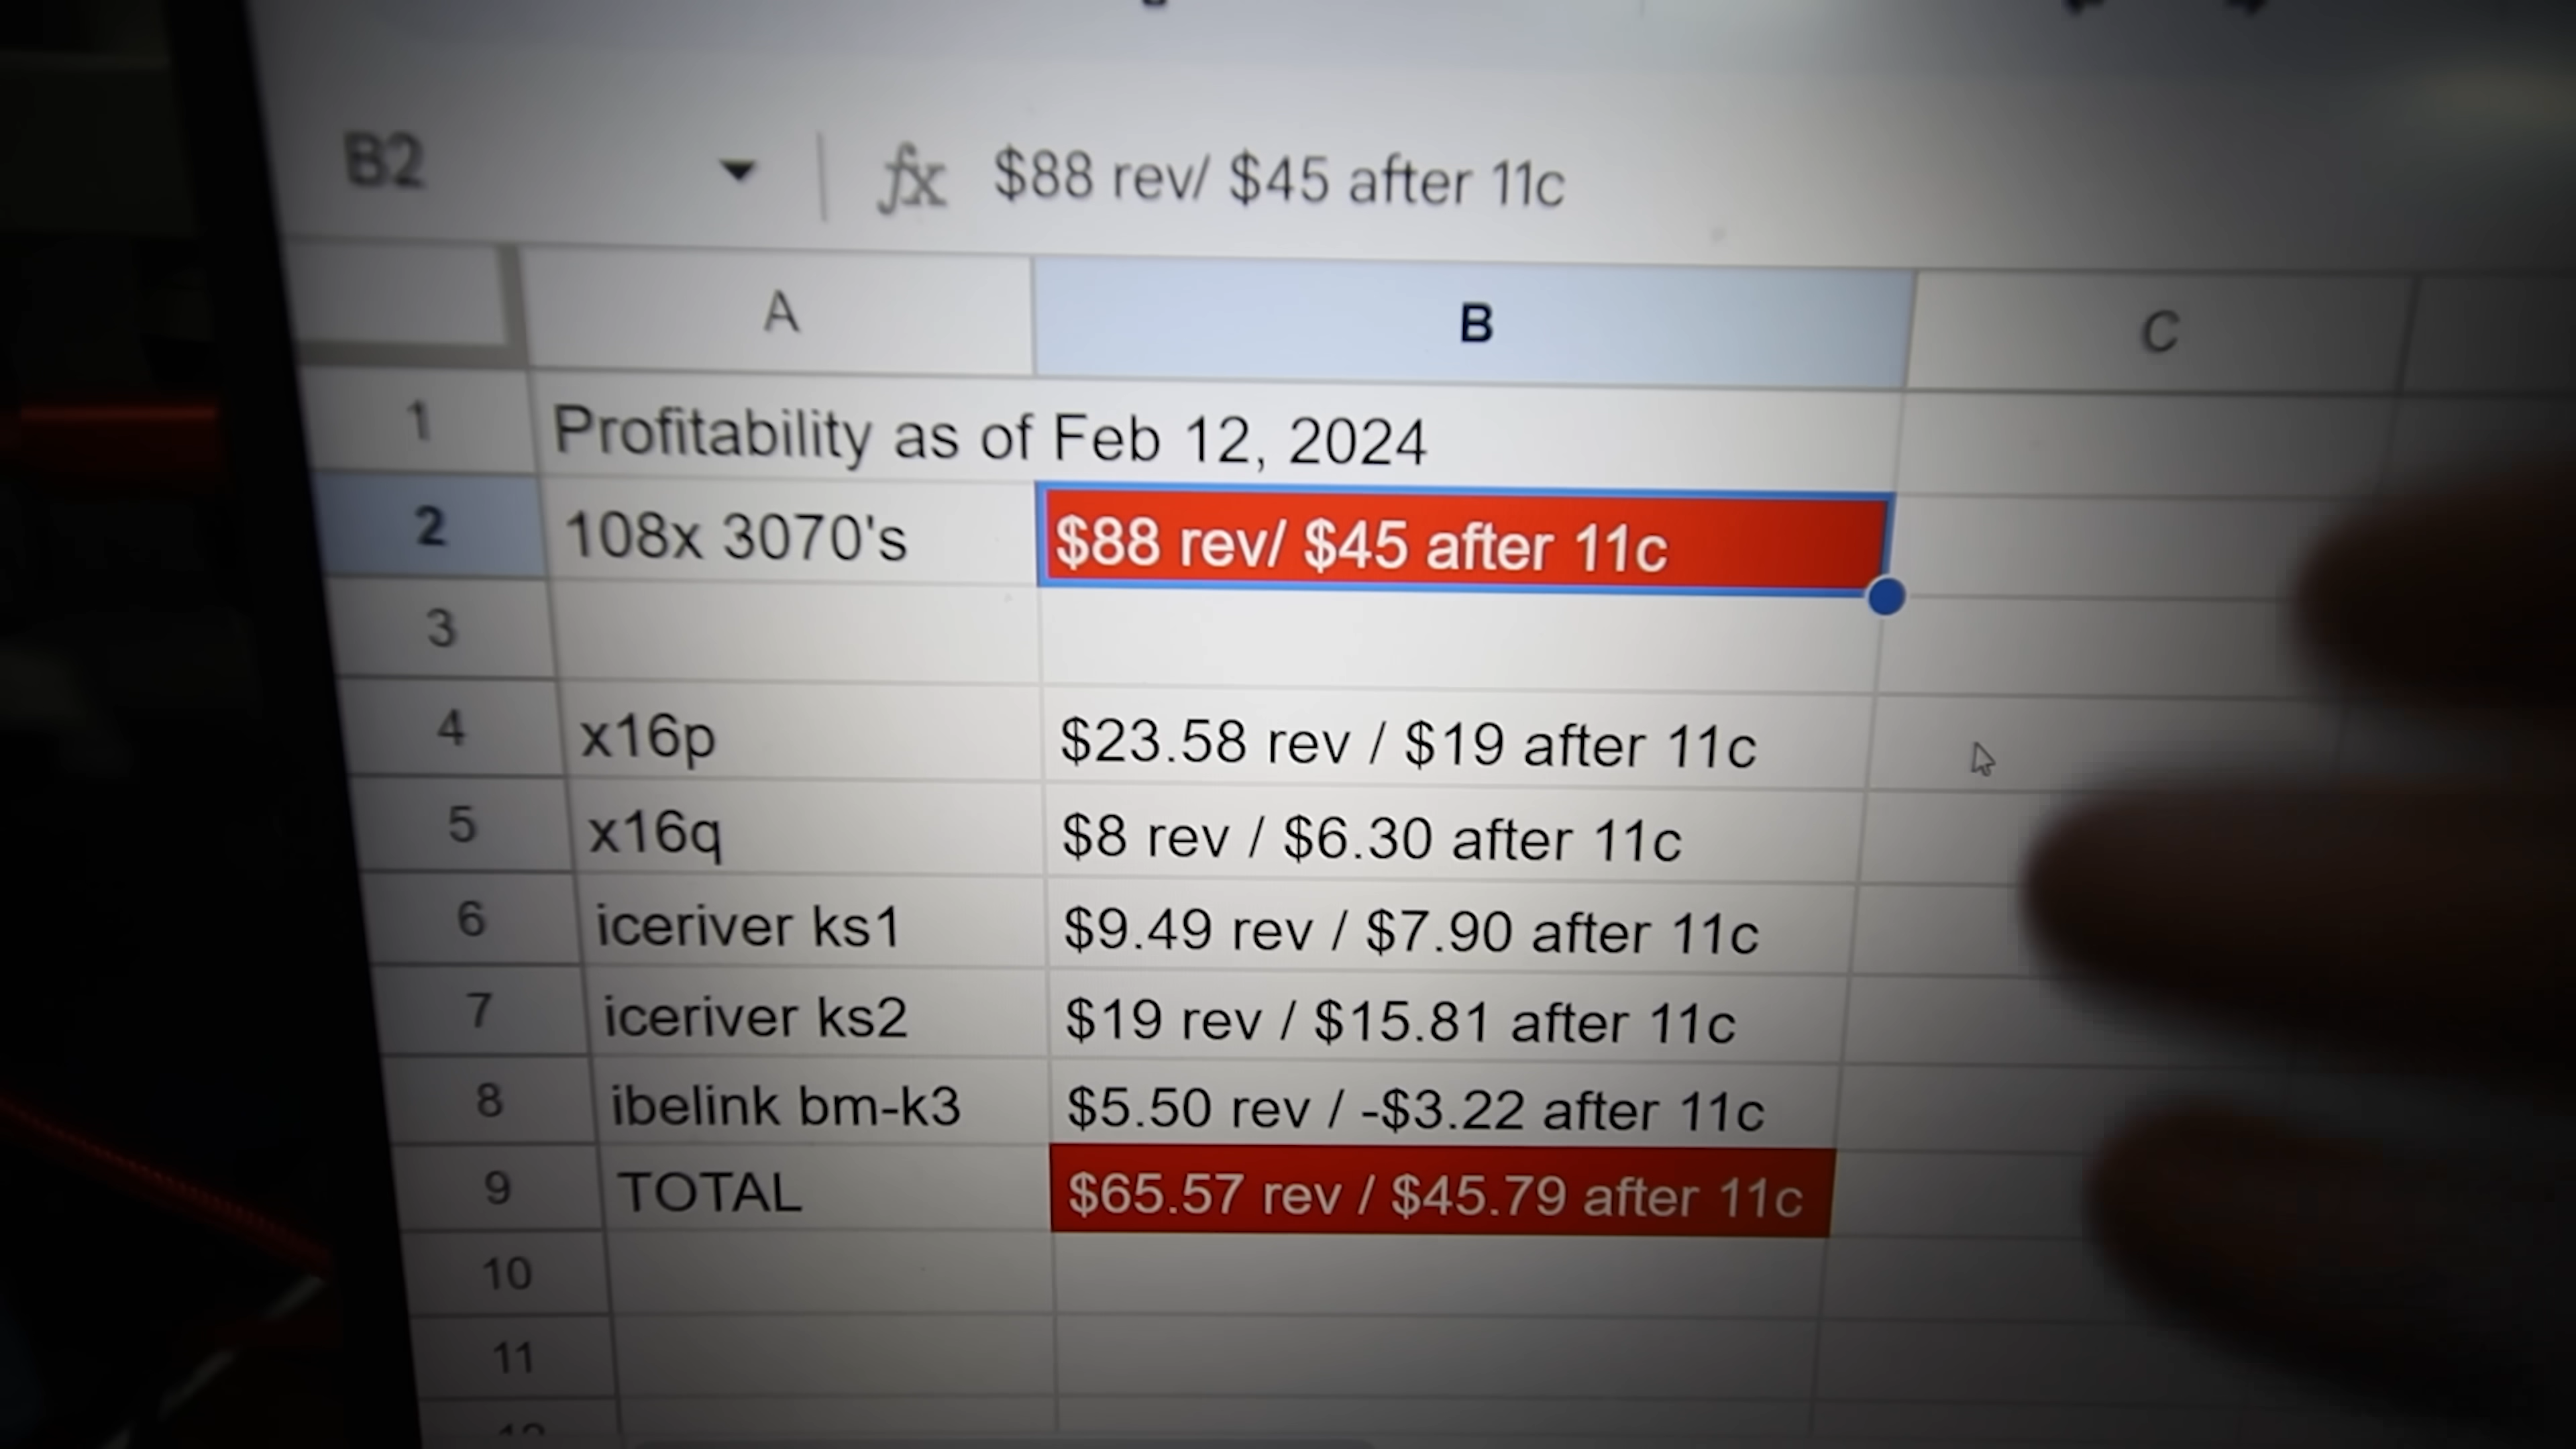 B2 fx $88 rev/ $45 after 11c
A B C
1 Profitability as of Feb 12, 2024
2 108x 3070's $88 rev/ $45 after 11c
3
4 x16p $23.58 rev / $19 after 11c
5 x16q $8 rev / $6.30 after 11c
6 iceriver ks1 $9.49 rev / $7.90 after 11c
7 iceriver ks2 $19 rev / $15.81 after 11c
8 ibelink bm-k3 $5.50 rev / -$3.22 after 11c
9 TOTAL $65.57 rev / $45.79 after 11c
10
11